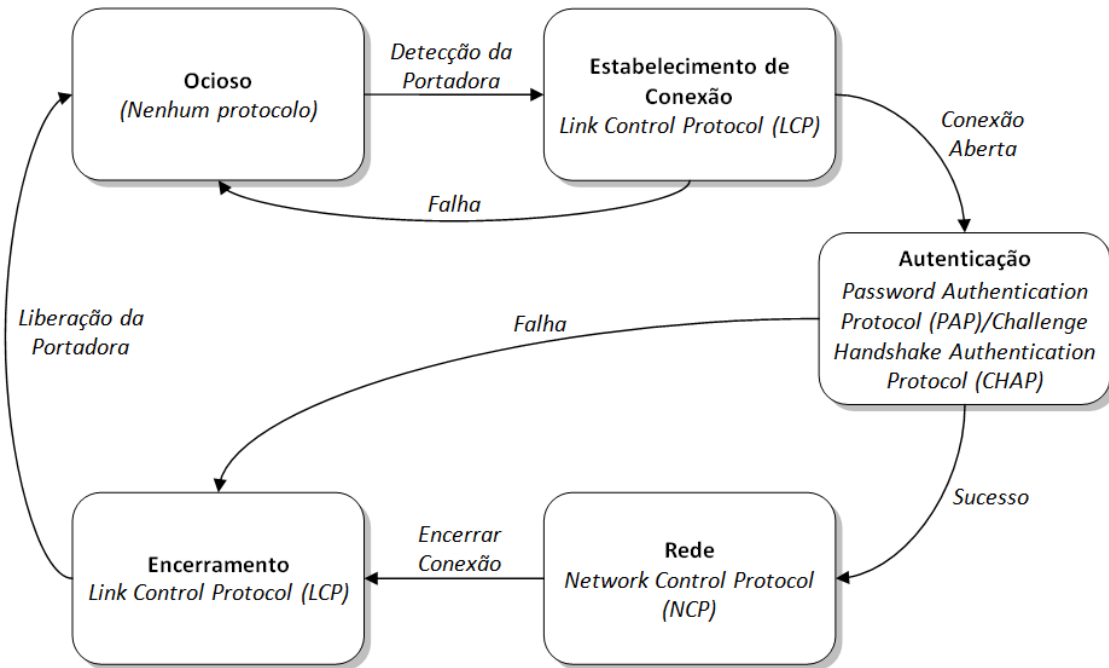 Ocioso
(Nenhum protocolo)
Detecção da
Portadora
Estabelecimento de
Conexão
Link Control Protocol (LCP)
Conexão
Aberta
Falha
Autenticação
Password Authentication
Protocol (PAP)/Challenge
Handshake Authentication
Protocol (CHAP)
Liberação da
Portadora
Falha
Sucesso
Encerramento
Link Control Protocol (LCP)
Encerrar
Conexão
Rede
Network Control Protocol
(NCP)